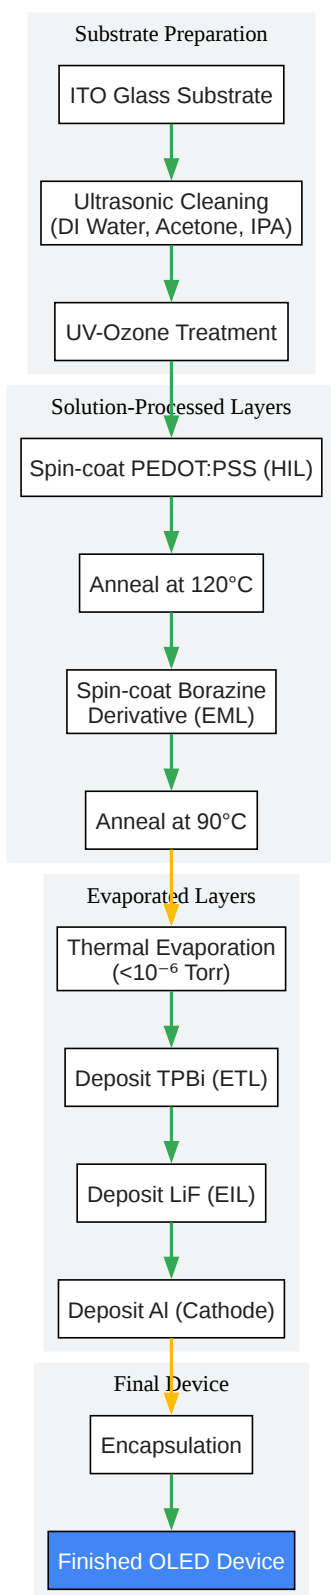 Substrate Preparation
ITO Glass Substrate
Ultrasonic Cleaning
(DI Water, Acetone, IPA)
UV-Ozone Treatment
Solution-Processed Layers
Spin-coat PEDOT:PSS (HIL)
Anneal at 120°C
Spin-coat Borazine
Derivative (EML)
Anneal at 90°C
Evaporated Layers
Thermal Evaporation
(<10⁻⁶ Torr)
Deposit TPBi (ETL)
Deposit LiF (EIL)
Deposit Al (Cathode)
Final Device
Encapsulation
Finished OLED Device